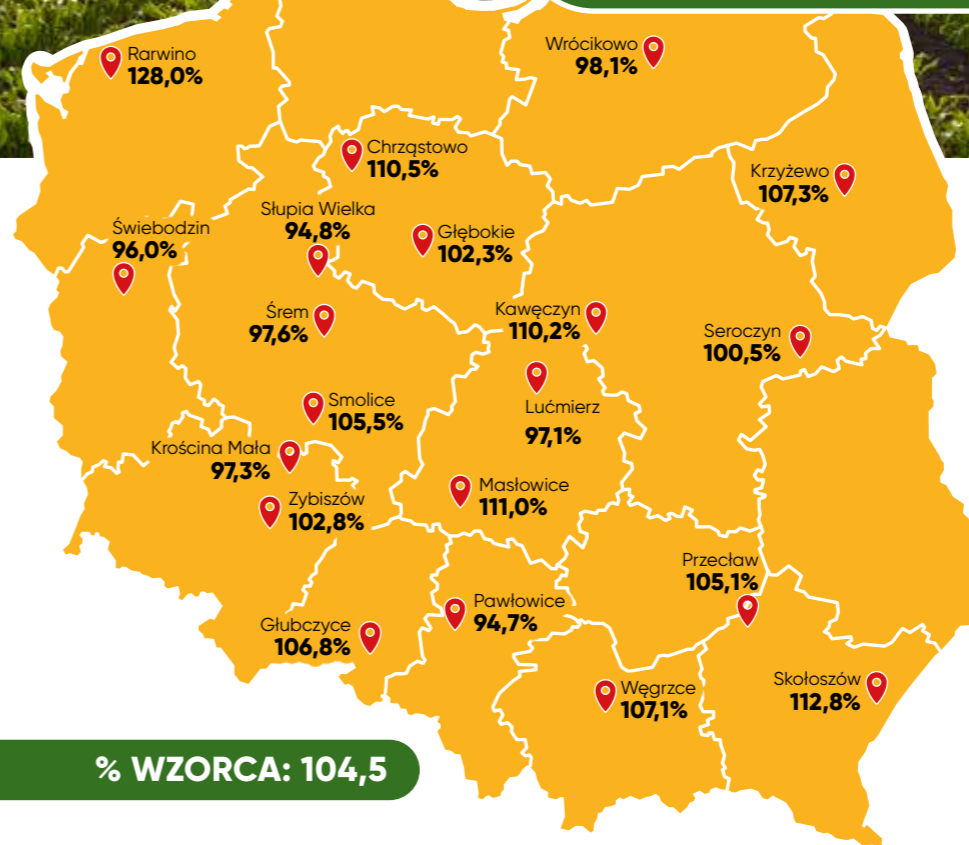 Rarwino
128,0%
Wrócikowo
98,1%
Chrząstowo
110,5%
Krzyżewo
107,3%
Słupia Wielka
94,8%
Świebodzin
96,0%
Głębokie
102,3%
Śrem
97,6%
Kawęczyn
110,2%
Seroczyn
100,5%
Lućmierz
97,1%
Smolice
105,5%
Krościna Mała
97,3%
Zybiszów
102,8%
Masłowice
111,0%
Przecław
105,1%
Pawłowice
94,7%
Głubczyce
106,8%
Węgrzce
107,1%
Skołoszów
112,8%
% WZORCA: 104,5